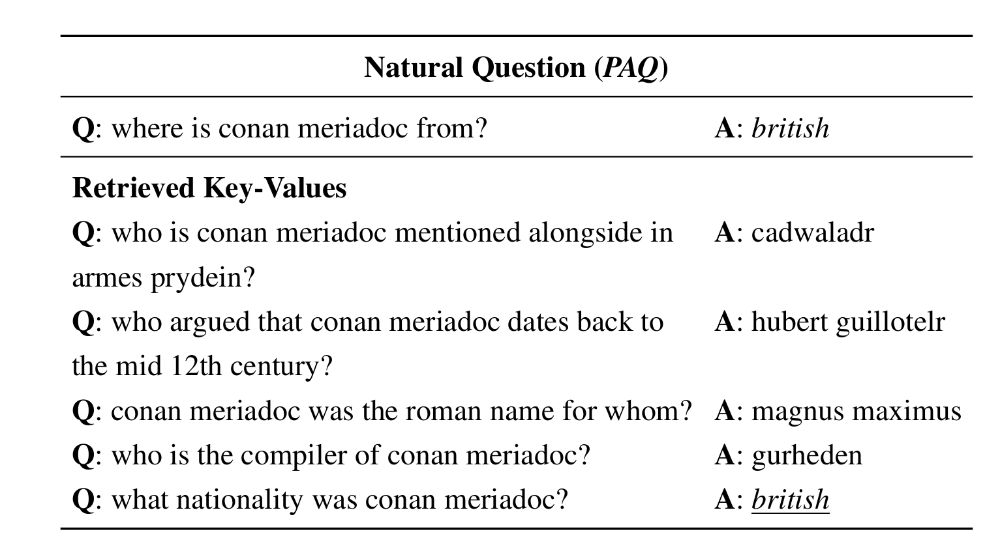 Natural Question (PAQ)
Q: where is conan meriadoc from? A: british
Retrieved Key-Values
Q: who is conan meriadoc mentioned alongside in A: cadwaladr
armes prydein?
Q: who argued that conan meriadoc dates back to A: hubert guillotelr
the mid 12th century?
Q: conan meriadoc was the roman name for whom? A: magnus maximus
Q: who is the compiler of conan meriadoc? A: gurheden
Q: what nationality was conan meriadoc? A: british